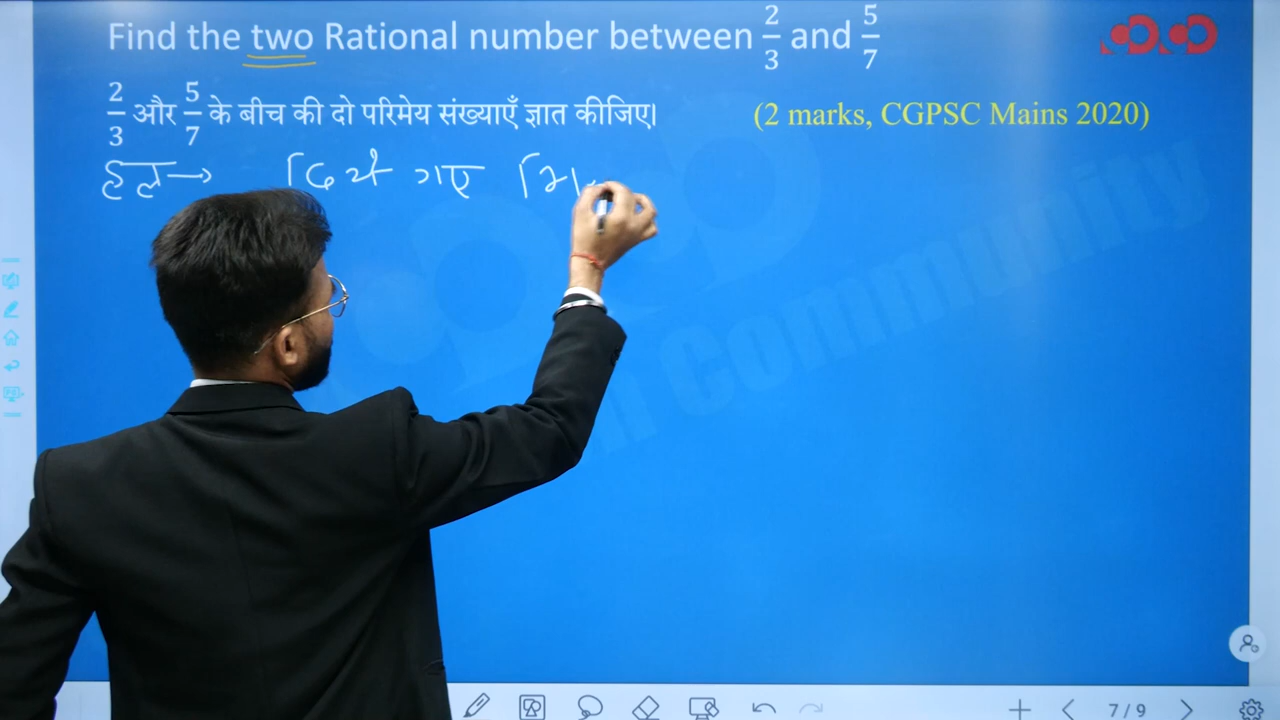 Find the two Rational number between 2/3 and 5/7
2/3 और 5/7 के बीच की दो परिमेय संख्याएँ ज्ञात कीजिए। (2 marks, CGPSC Mains 2020)
हल→ दिये गए
Community
7 / 9